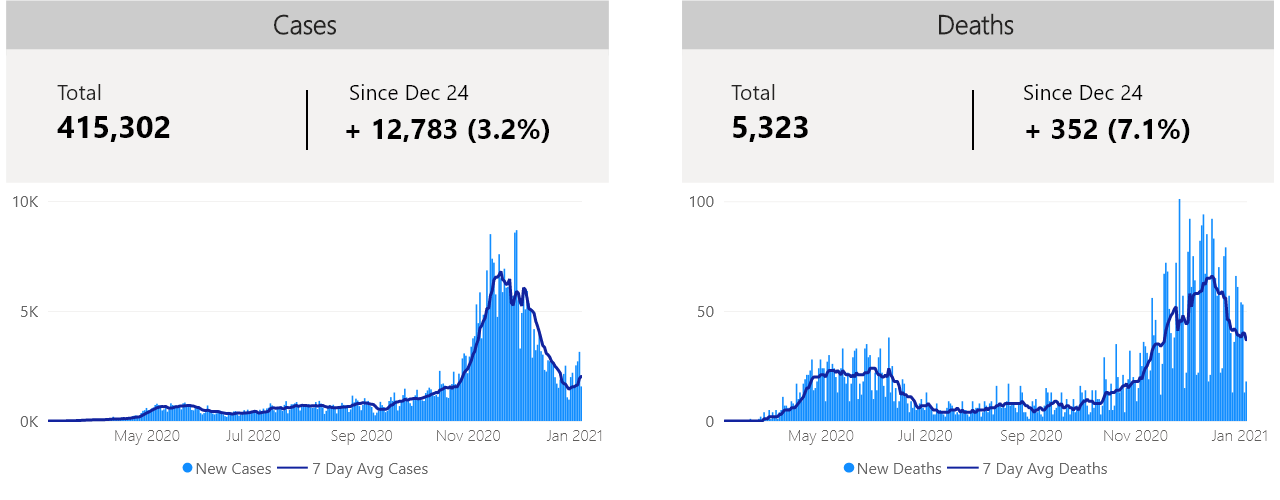 Cases
Total
415,302
Since Dec 24
+ 12,783 (3.2%)
10K
5K
0K
May 2020 Jul 2020 Sep 2020 Nov 2020 Jan 2021
New Cases 7 Day Avg Cases
Deaths
Total
5,323
Since Dec 24
+ 352 (7.1%)
100
50
0
May 2020 Jul 2020 Sep 2020 Nov 2020 Jan 2021
New Deaths 7 Day Avg Deaths